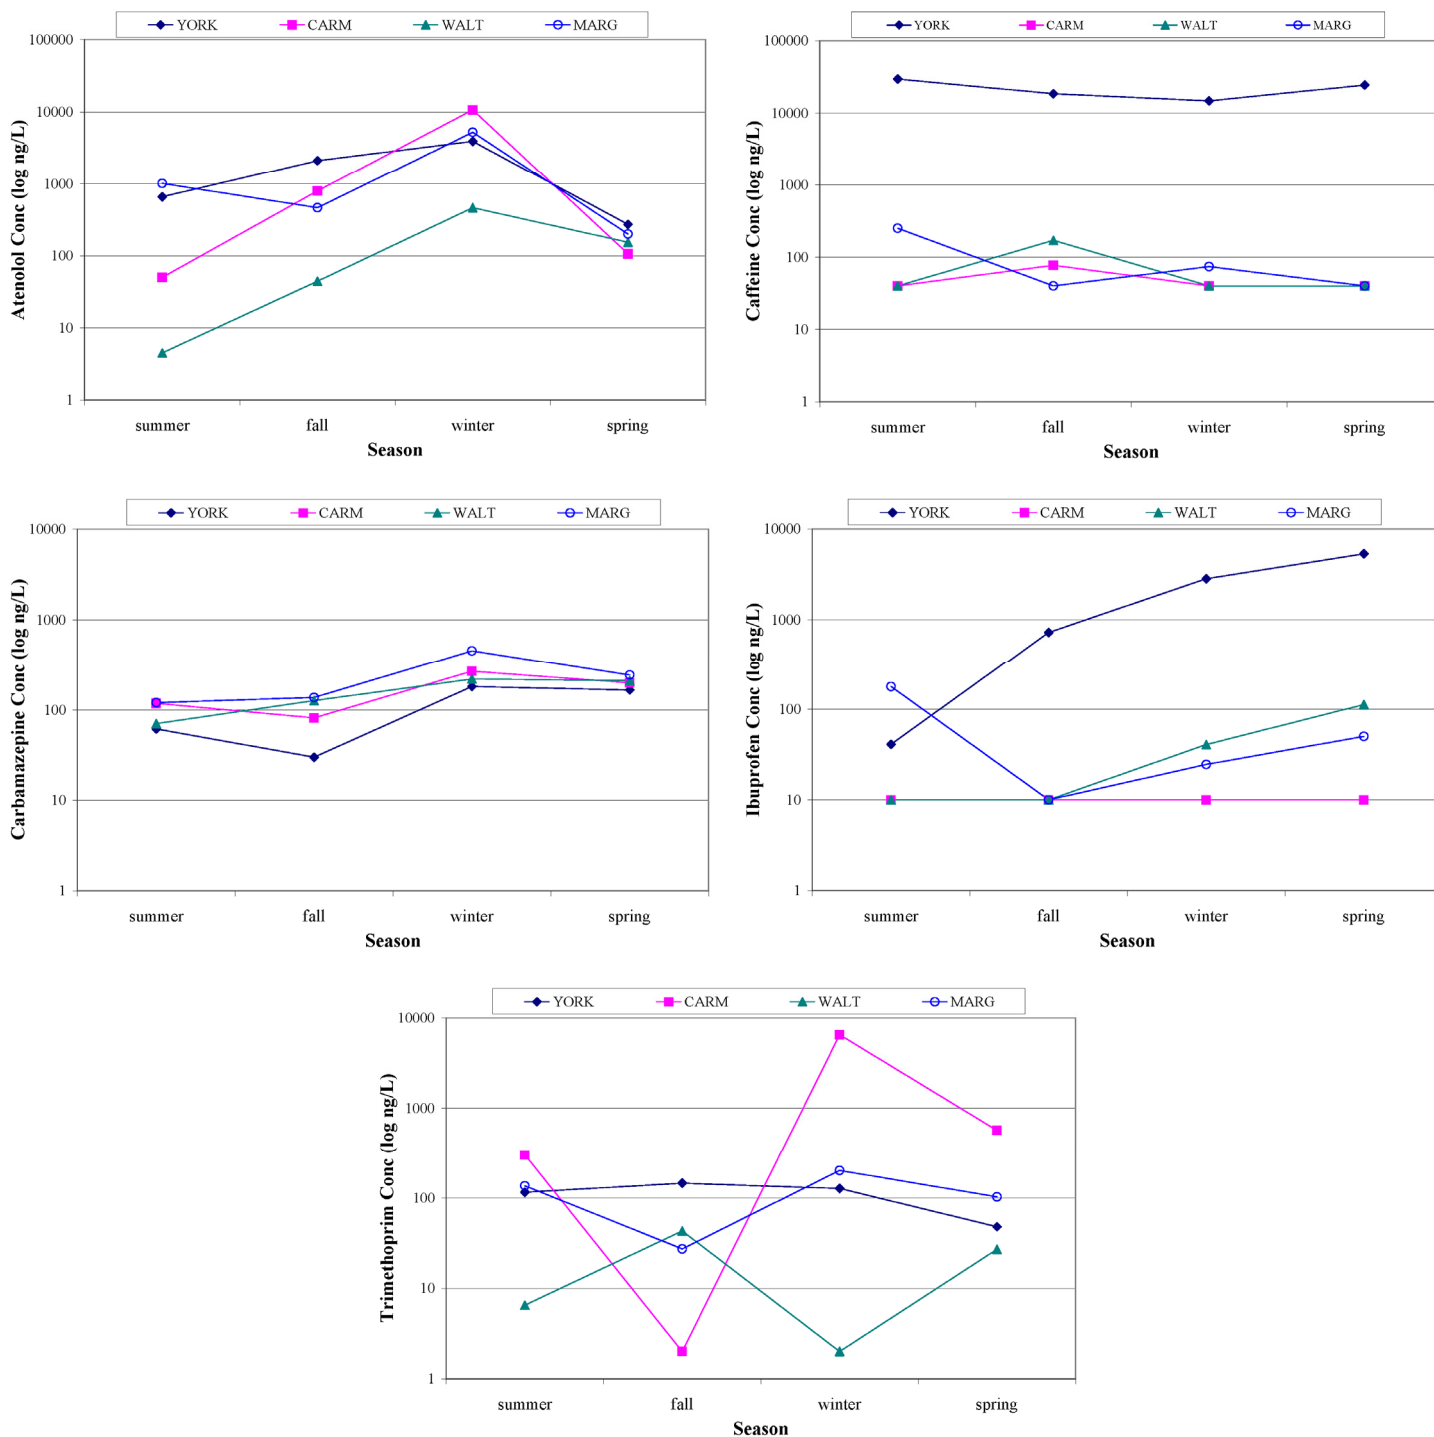 YORK CARM WALT MARG
100000
10000
1000
100
10
1
Atenolol Conc (log ng/L)
summer fall winter spring
Season
YORK CARM WALT MARG
100000
10000
1000
100
10
1
Caffeine Conc (log ng/L)
summer fall winter spring
Season
YORK CARM WALT MARG
10000
1000
100
10
1
Carbamazepine Conc (log ng/L)
summer fall winter spring
Season
YORK CARM WALT MARG
10000
1000
100
10
1
Ibuprofen Conc (log ng/L)
summer fall winter spring
Season
YORK CARM WALT MARG
10000
1000
100
10
1
Trimethoprim Conc (log ng/L)
summer fall winter spring
Season